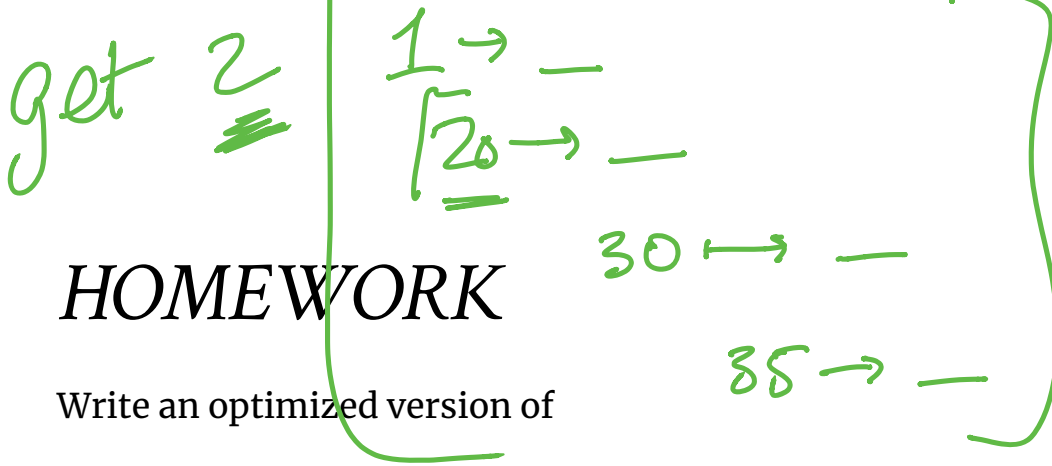 get 2
1 → _
20 → _
30 → _
35 → _
HOMEWORK
Write an optimized version of